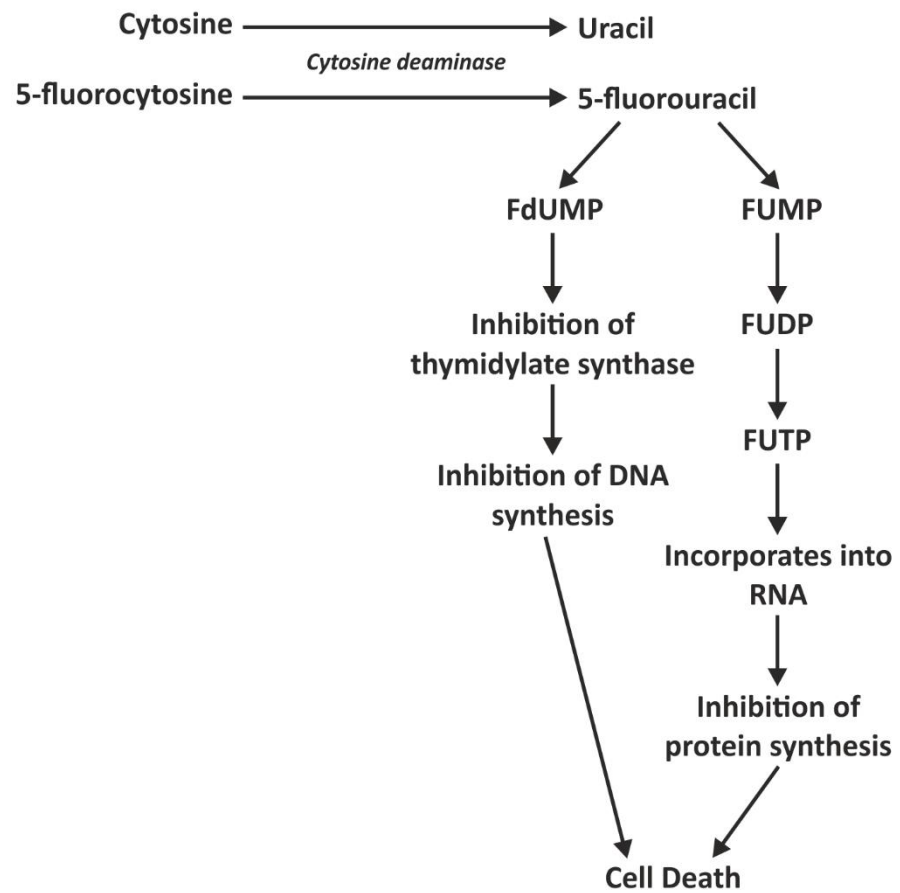 Cytosine
Uracil
Cytosine deaminase
5-fluorocytosine
5-fluorouracil
FdUMP
FUMP
Inhibition of
thymidylate synthase
FUDP
FUTP
Inhibition of DNA
synthesis
Incorporates into
RNA
Inhibition of
protein synthesis
Cell Death